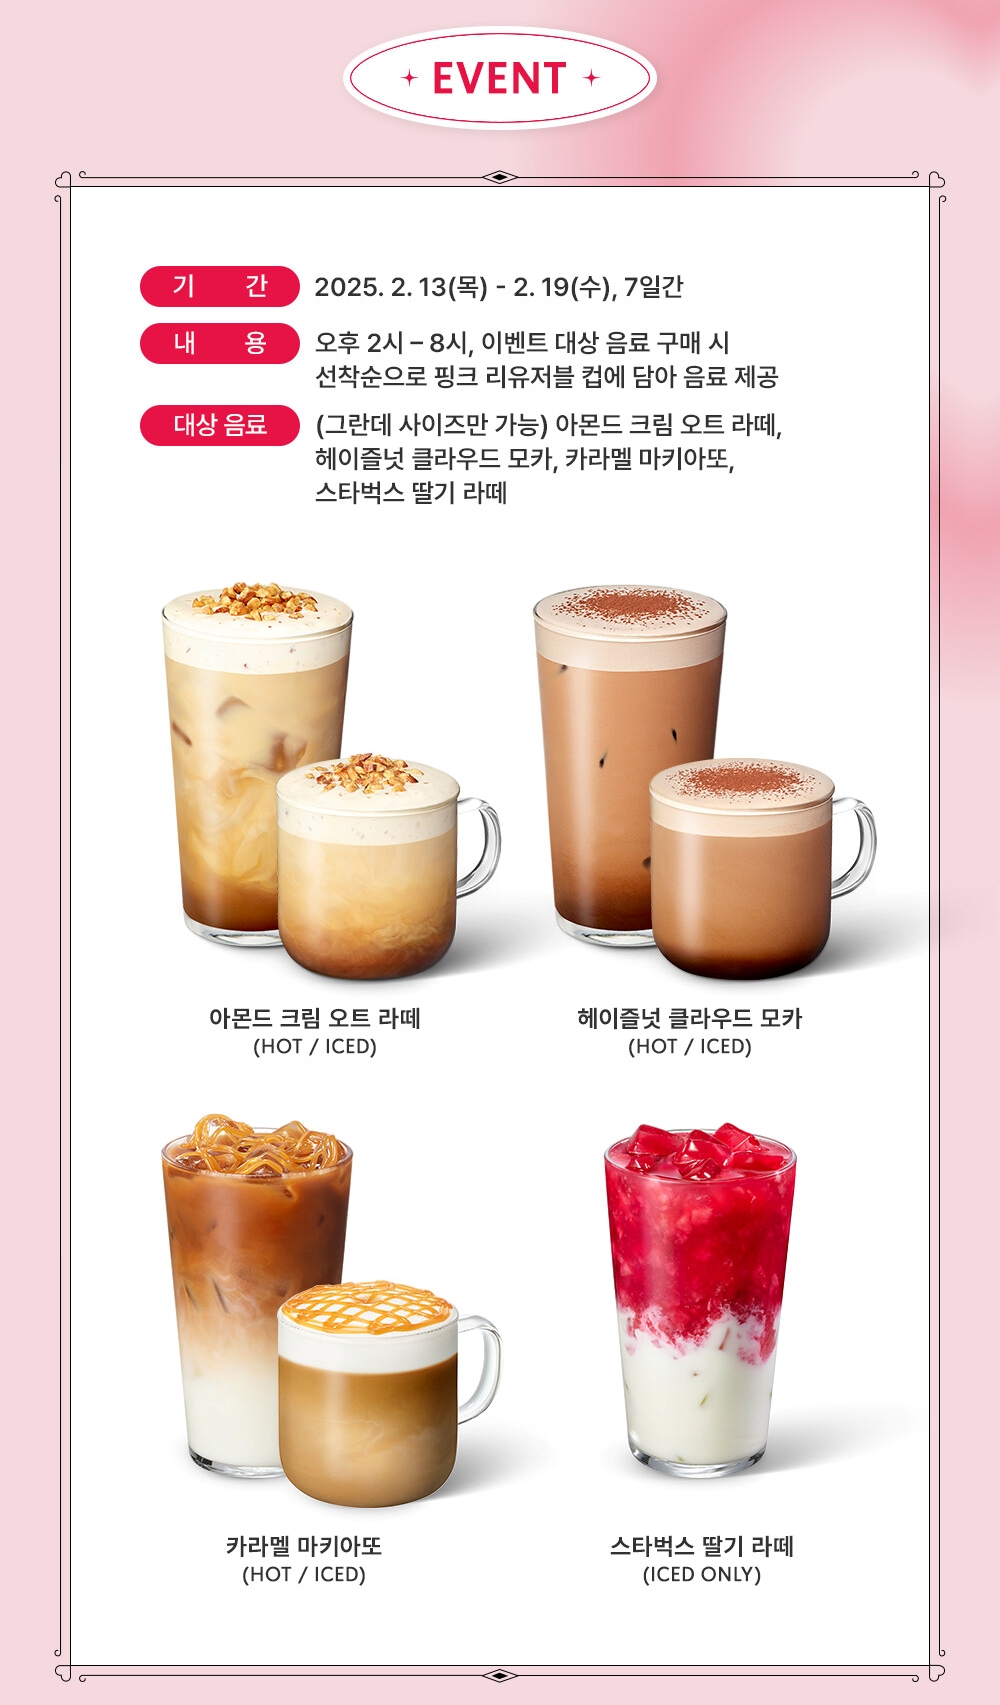 EVENT
기 간
2025. 2. 13(목) - 2. 19(수), 7일간
내 용
오후 2시 – 8시, 이벤트 대상 음료 구매 시
선착순으로 핑크 리유저블 컵에 담아 음료 제공
대상 음료
(그란데 사이즈만 가능) 아몬드 크림 오트 라떼,
헤이즐넛 클라우드 모카, 카라멜 마키아또,
스타벅스 딸기 라떼
아몬드 크림 오트 라떼
(HOT / ICED)
헤이즐넛 클라우드 모카
(HOT / ICED)
카라멜 마키아또
(HOT / ICED)
스타벅스 딸기 라떼
(ICED ONLY)